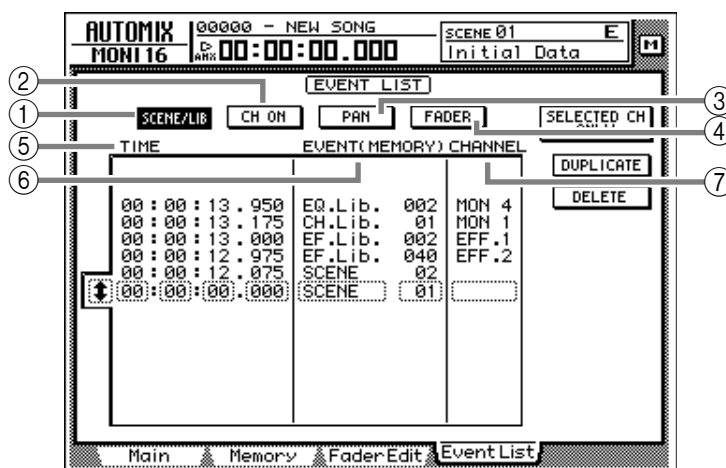 AUTOMIX 00000 - NEW SONG SCENE 01 E
MONI 16 AMX 00:00:00.000 Initial Data M
EVENT LIST
① SCENE/LIB ② CH ON ③ PAN ④ FADER SELECTED CH
⑤ TIME ⑥ EVENT(MEMORY) ⑦ CHANNEL
DUPLICATE
DELETE
00:00:13.950 EQ.Lib. 002 MON 4
00:00:13.175 CH.Lib. 01 MON 1
00:00:13.000 EF.Lib. 002 EFF.1
00:00:12.975 EF.Lib. 040 EFF.2
00:00:12.075 SCENE 02
00:00:00.000 SCENE 01
Main Memory Fader Edit Event List